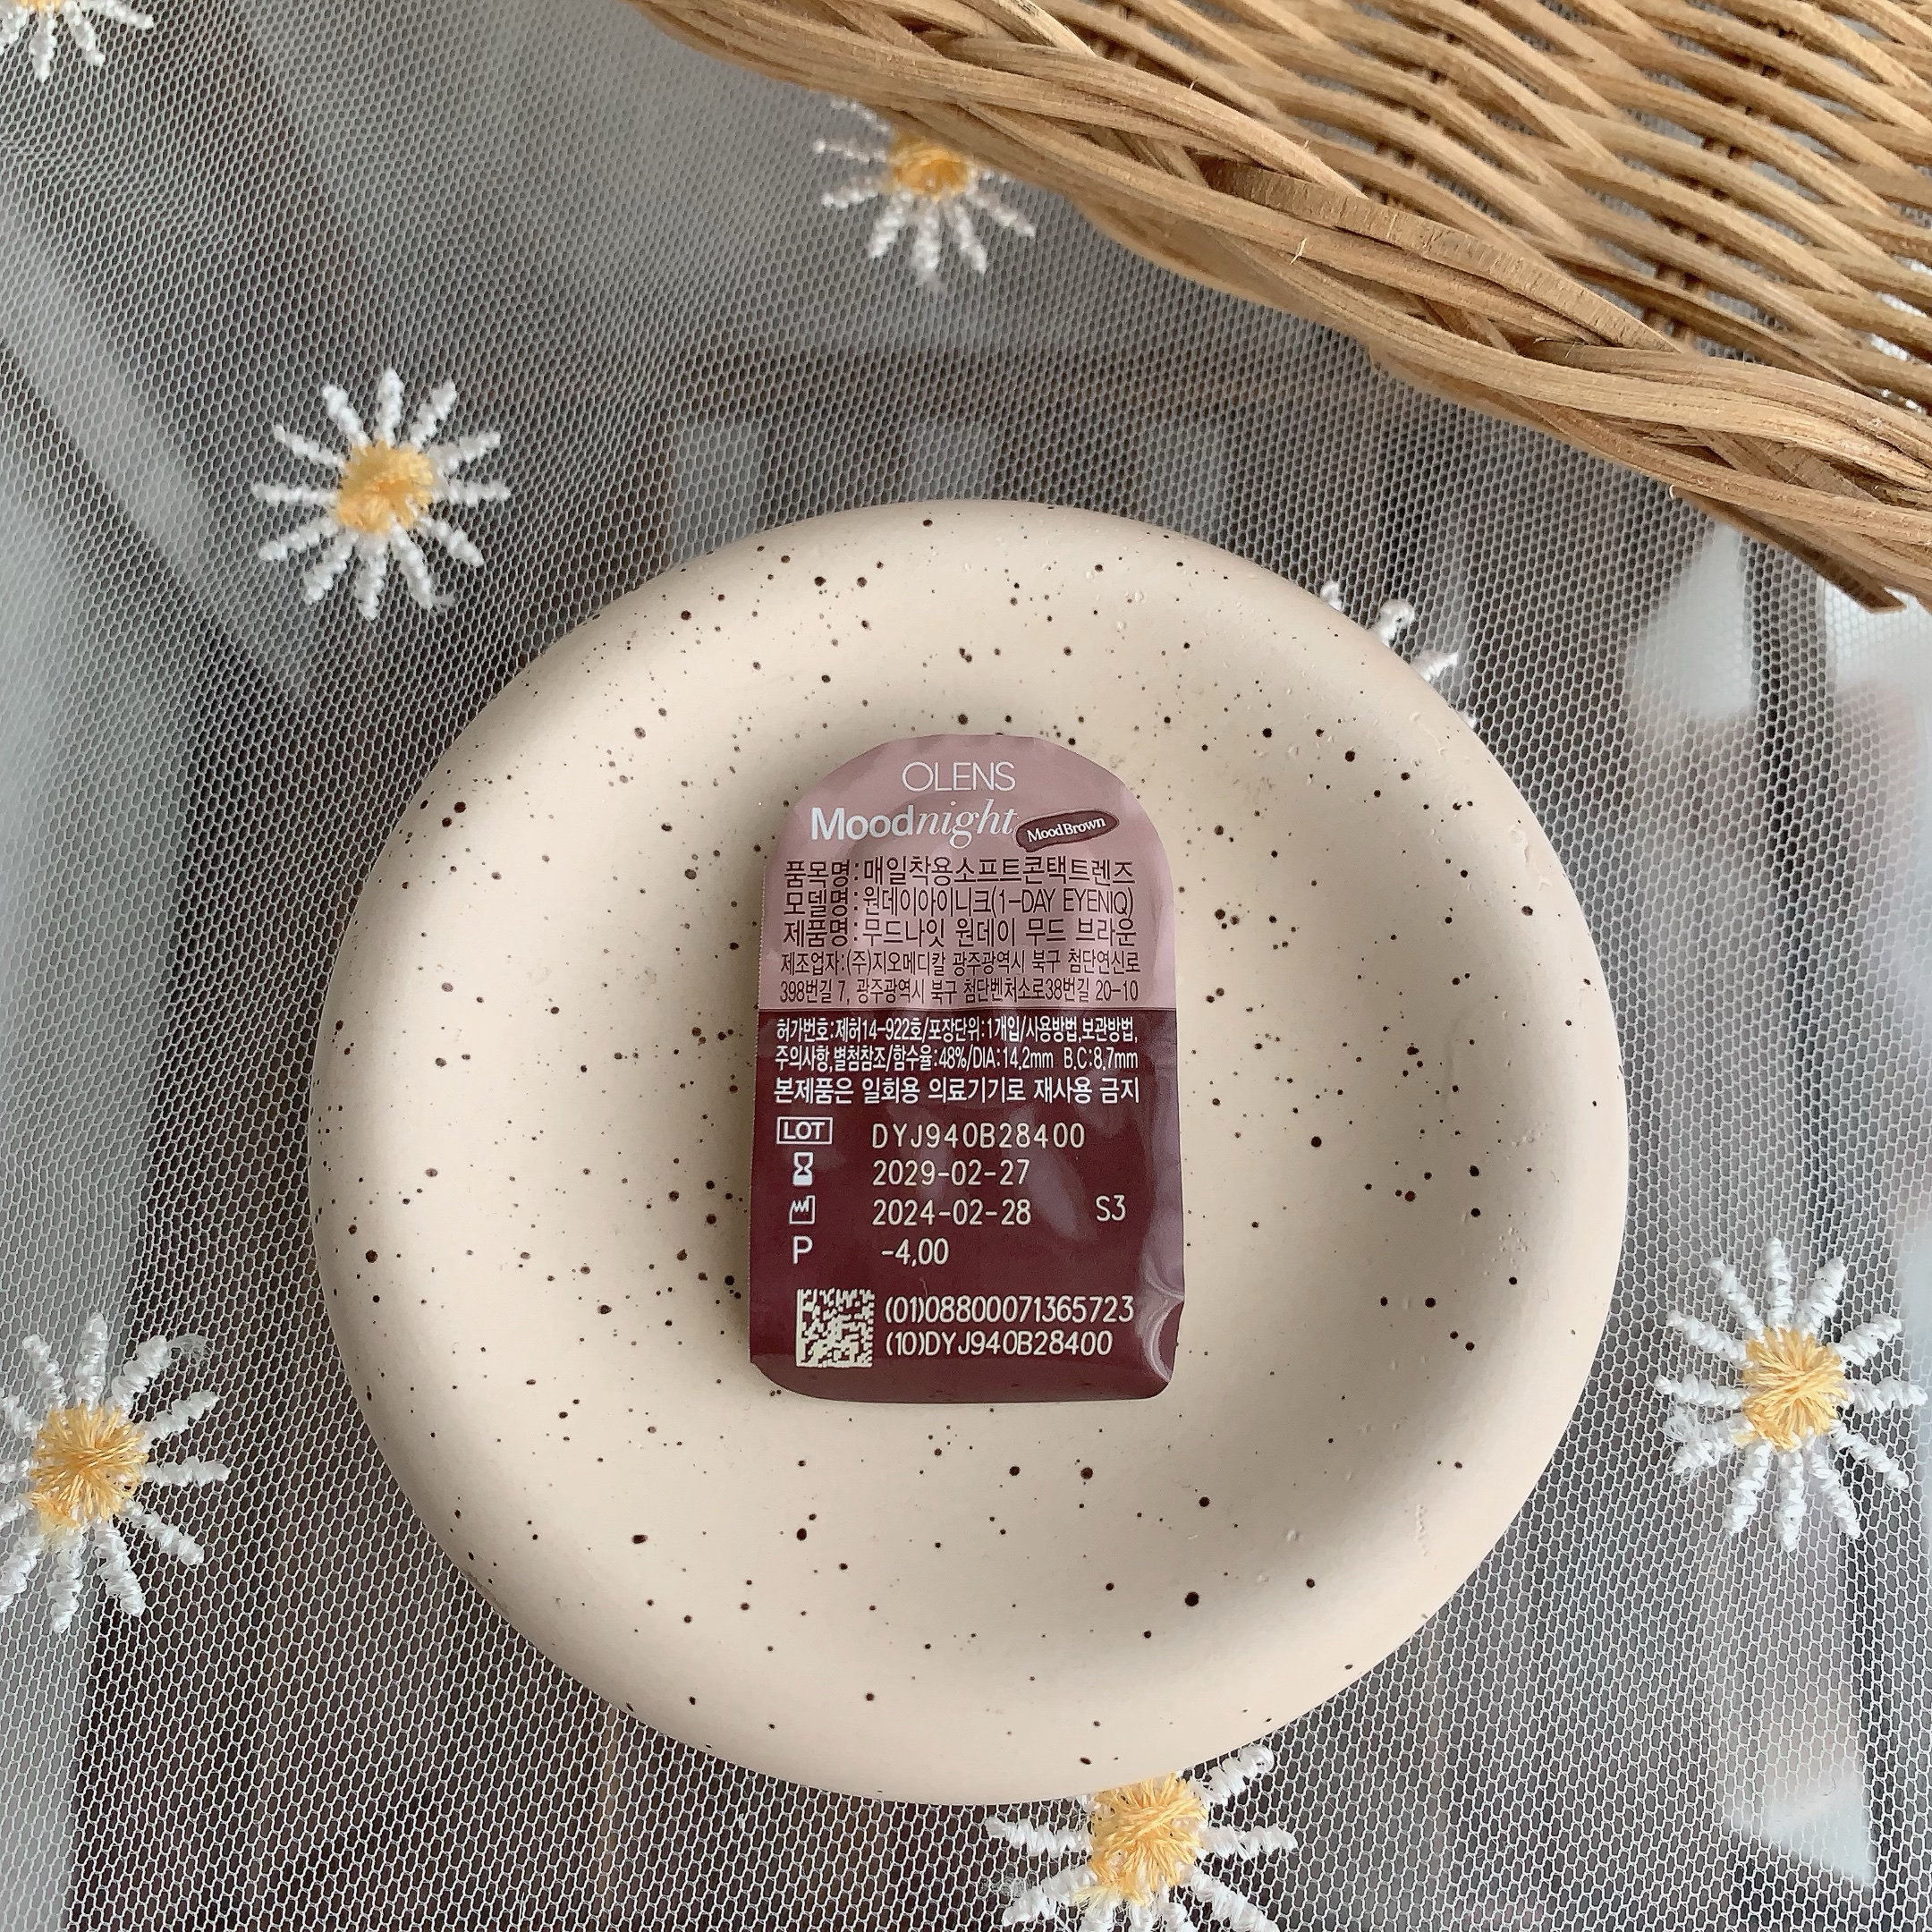 OLENS
Moodnight MoodBrown
품목명:매일착용소프트콘택트렌즈
모델명:원데이아이니크(1-DAY EYENIQ)
제품명:무드나잇 원데이 무드 브라운
제조업자:(주)지오메디칼 광주광역시 북구 첨단연신로
398번길 7, 광주광역시 북구 첨단벤처소로38번길 20-10
허가번호:제허14-922호/포장단위:1개입/사용방법,보관방법,
주의사항,별첨참조/함수율:48%/DIA:14.2mm B.C:8.7mm
본제품은 일회용 의료기기로 재사용 금지
LOT DYJ940B28400
2029-02-27
2024-02-28 S3
P -4.00
(01)08800071365723
(10)DYJ940B28400